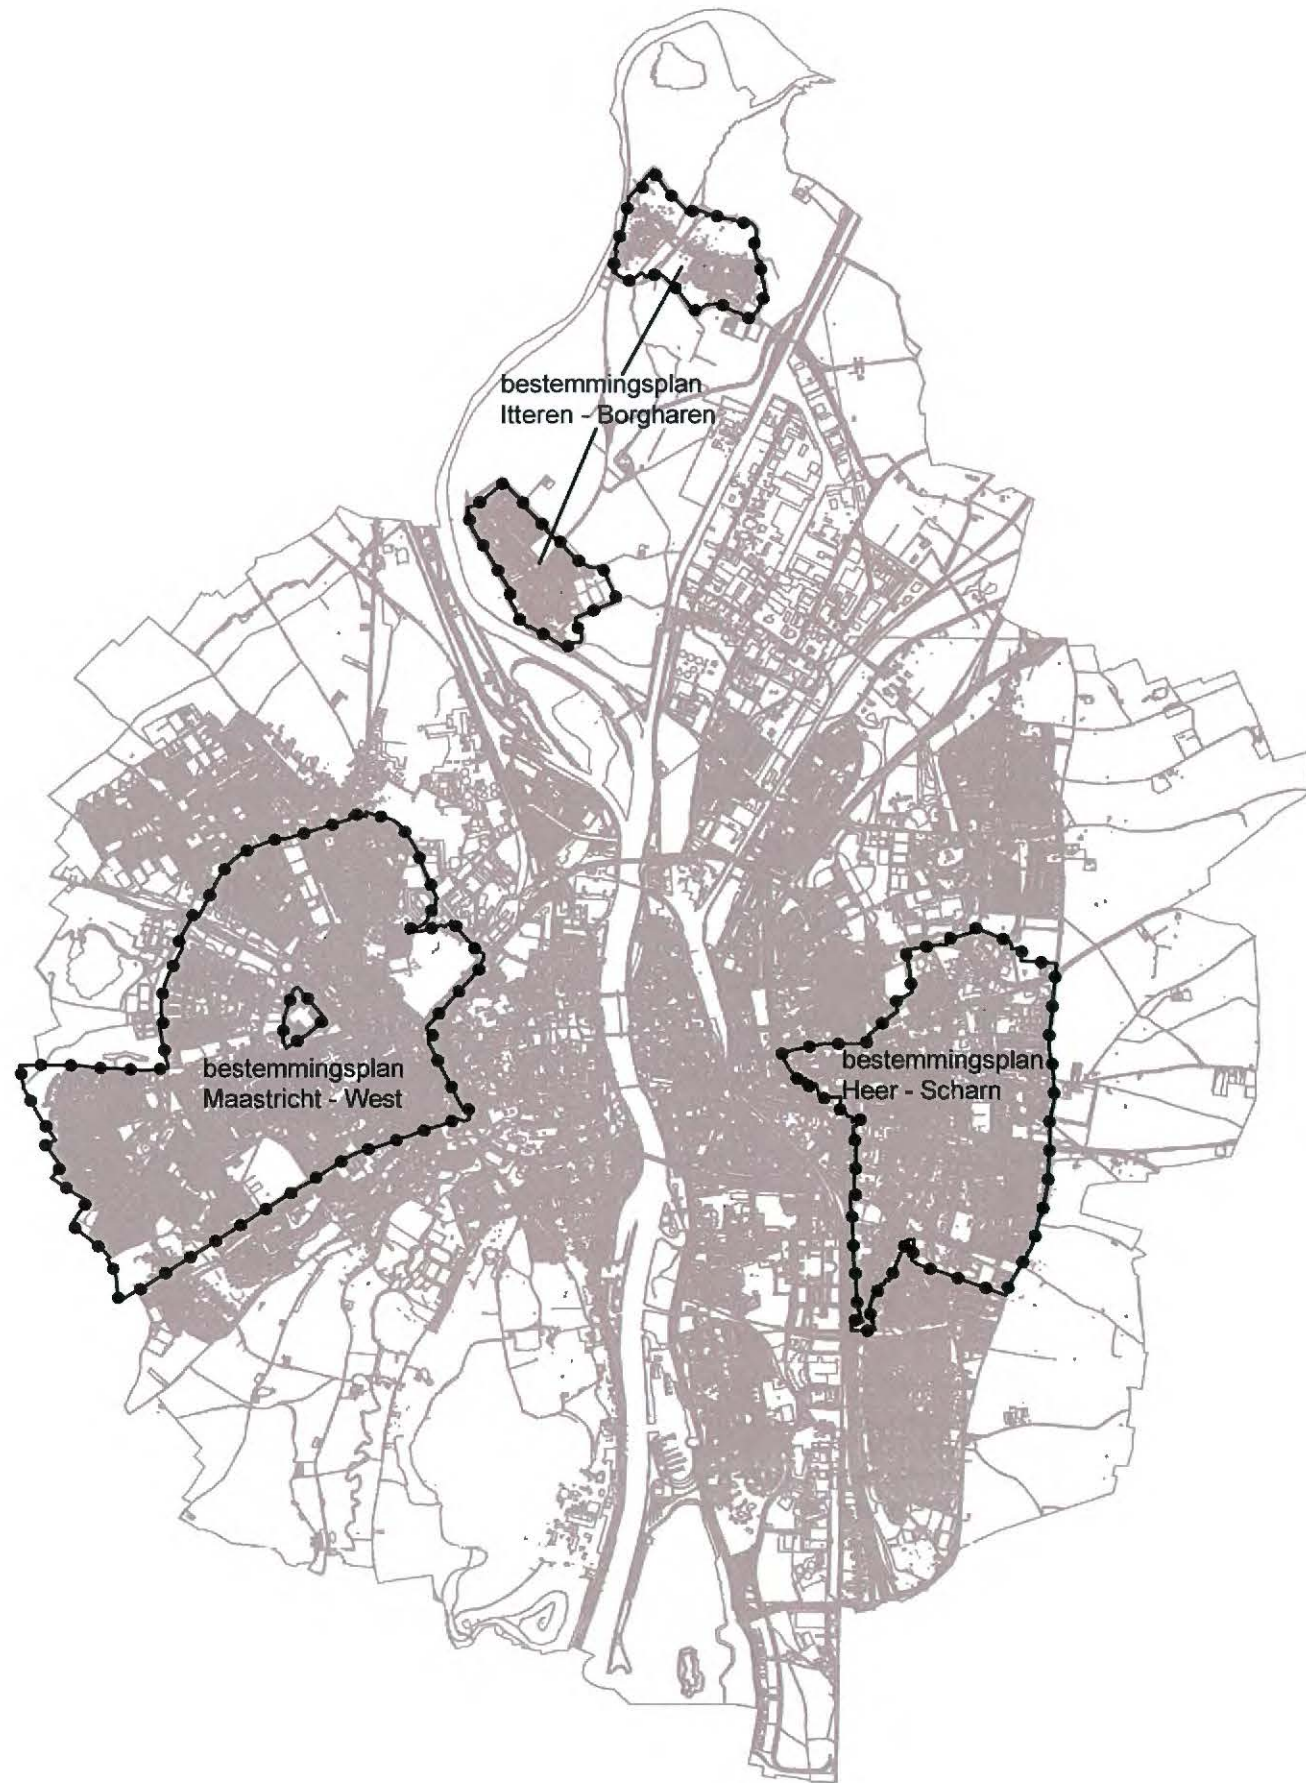 bestemmingsplan
Itteren - Borgharen
bestemmingsplan
Maastricht - West
bestemmingsplan
Heer - Scharn